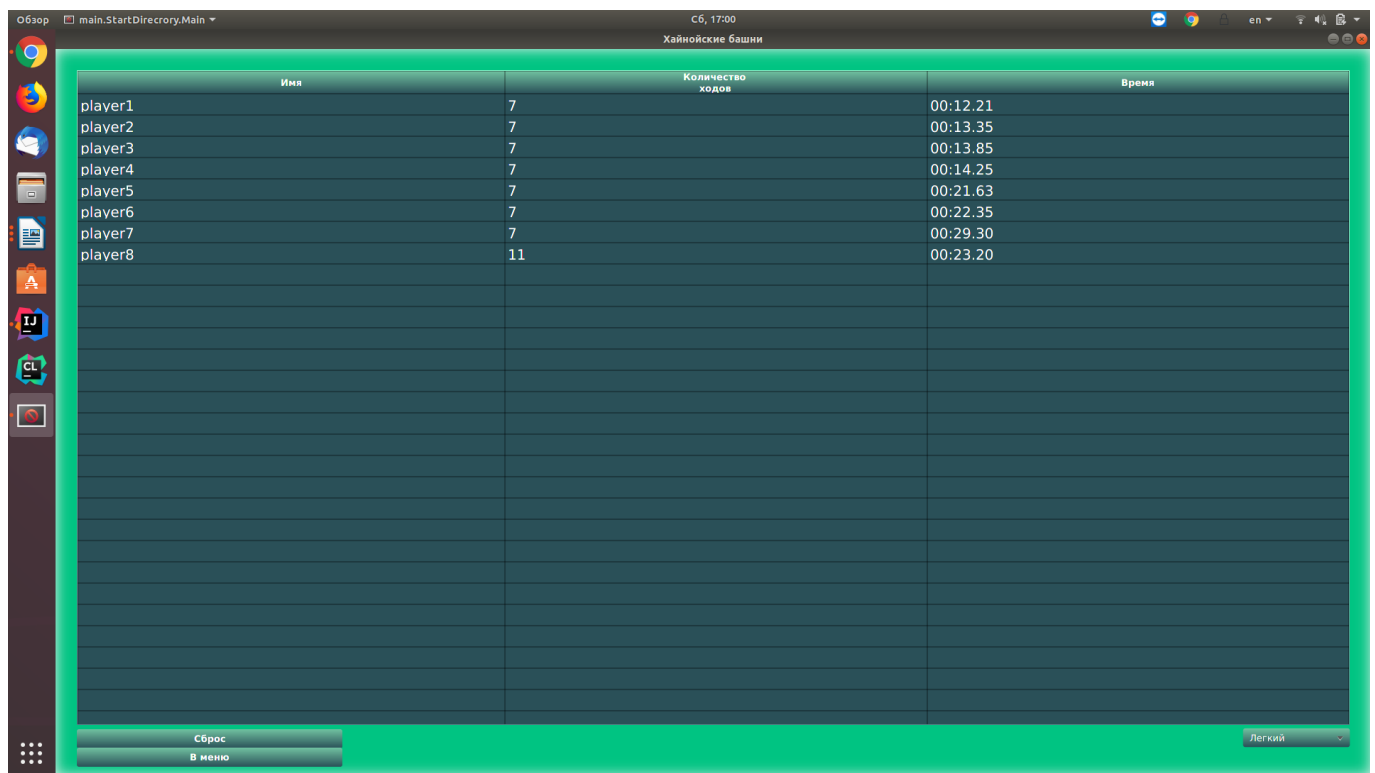 Обзор main.StartDirecrory.Main Сб, 17:00 en
Хайнойские башни
Имя Количество ходов Время
player1 7 00:12.21
player2 7 00:13.35
player3 7 00:13.85
player4 7 00:14.25
player5 7 00:21.63
player6 7 00:22.35
player7 7 00:29.30
player8 11 00:23.20
IJ
CL
Сброс Легкий
В меню